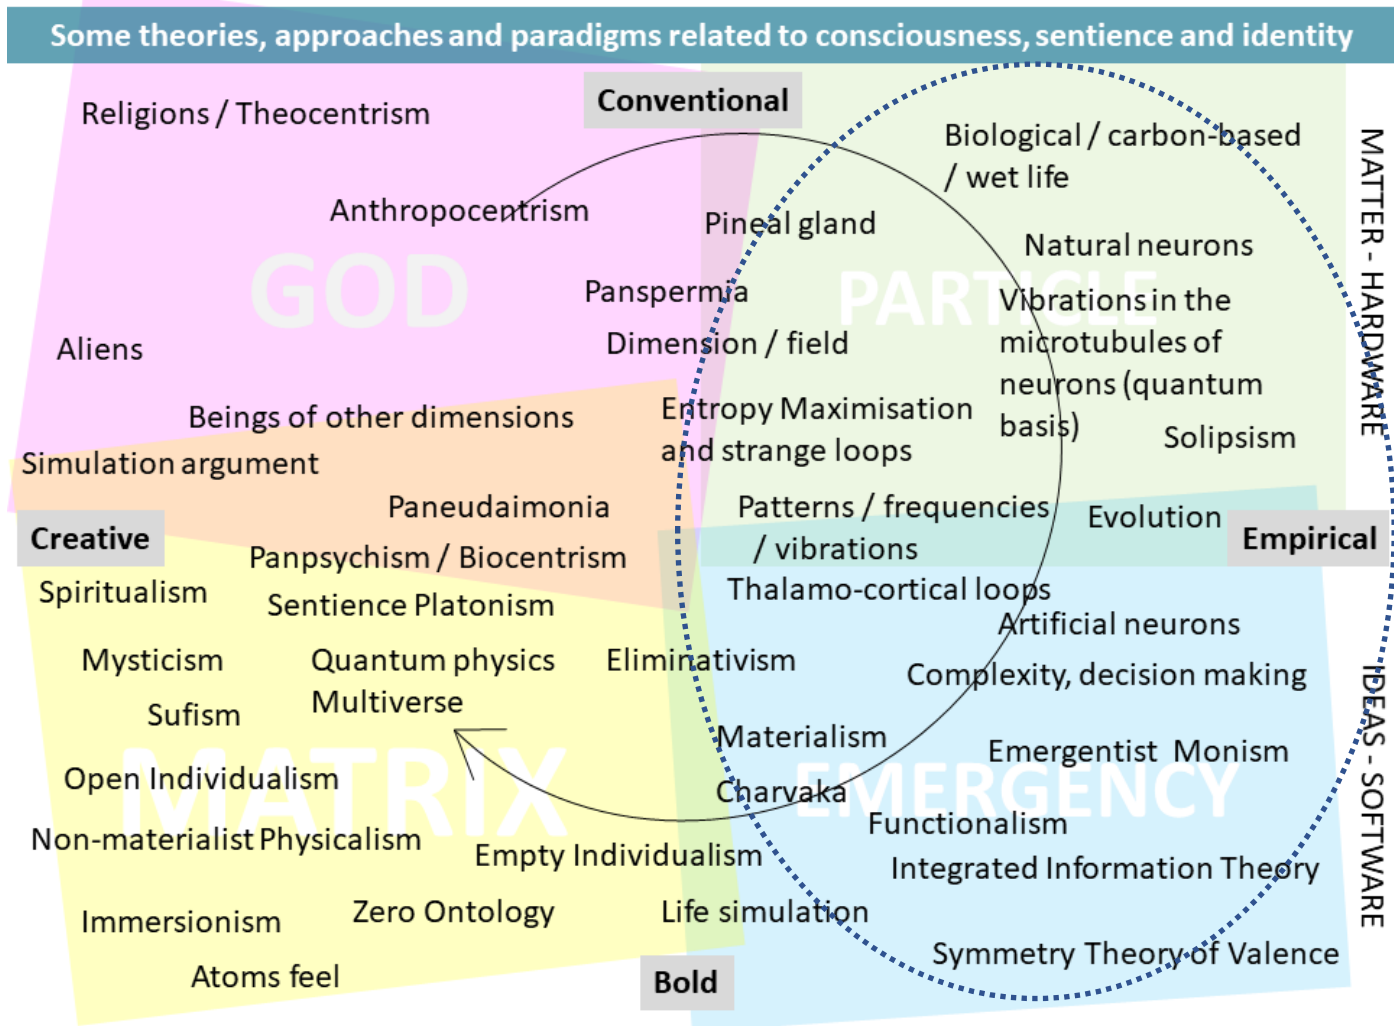 Some theories, approaches and paradigms related to consciousness, sentience and identity
Conventional
Religions / Theocentrism
Biological / carbon-based
/ wet life
Anthropocentrism
Pineal gland
Natural neurons
GOD
PARTICLE
Panspermia
Vibrations in the
microtubules of
neurons (quantum
basis)
Aliens
Dimension / field
Beings of other dimensions
Entropy Maximisation
and strange loops
Solipsism
Simulation argument
Paneudaimonia
Patterns / frequencies
/ vibrations
Evolution
Creative
Empirical
Panpsychism / Biocentrism
Spiritualism
Sentience Platonism
Thalamo-cortical loops
Artificial neurons
Mysticism
Quantum physics
Multiverse
Eliminativism
Complexity, decision making
Sufism
Materialism
Emergentist Monism
MATRIX
EMERGENCY
Open Individualism
Charvaka
Functionalism
Non-materialist Physicalism
Empty Individualism
Integrated Information Theory
Immersionism
Zero Ontology
Life simulation
Symmetry Theory of Valence
Atoms feel
Bold
MATTER - HARDWARE
IDEAS - SOFTWARE